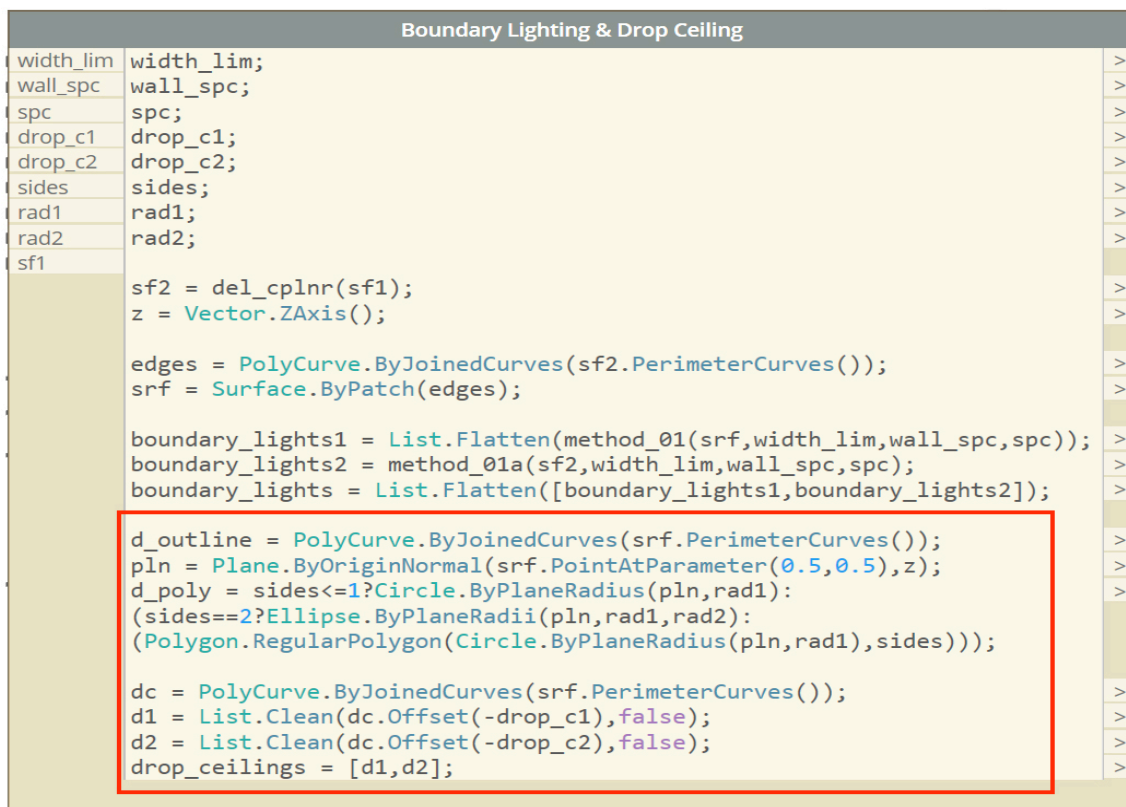 Boundary Lighting & Drop Ceiling
width_lim width_lim; >
wall_spc wall_spc; >
spc spc; >
drop_c1 drop_c1; >
drop_c2 drop_c2; >
sides sides; >
rad1 rad1; >
rad2 rad2; >
sf1
sf2 = del_cplnr(sf1); >
z = Vector.ZAxis(); >
edges = PolyCurve.ByJoinedCurves(sf2.PerimeterCurves()); >
srf = Surface.ByPatch(edges); >
boundary_lights1 = List.Flatten(method_01(srf,width_lim,wall_spc,spc)); >
boundary_lights2 = method_01a(sf2,width_lim,wall_spc,spc); >
boundary_lights = List.Flatten([boundary_lights1,boundary_lights2]); >
d_outline = PolyCurve.ByJoinedCurves(srf.PerimeterCurves()); >
pln = Plane.ByOriginNormal(srf.PointAtParameter(0.5,0.5),z); >
d_poly = sides<=1?Circle.ByPlaneRadius(pln,rad1): >
(sides==2?Ellipse.ByPlaneRadii(pln,rad1,rad2):
(Polygon.RegularPolygon(Circle.ByPlaneRadius(pln,rad1),sides)));
dc = PolyCurve.ByJoinedCurves(srf.PerimeterCurves()); >
d1 = List.Clean(dc.Offset(-drop_c1),false); >
d2 = List.Clean(dc.Offset(-drop_c2),false); >
drop_ceilings = [d1,d2]; >